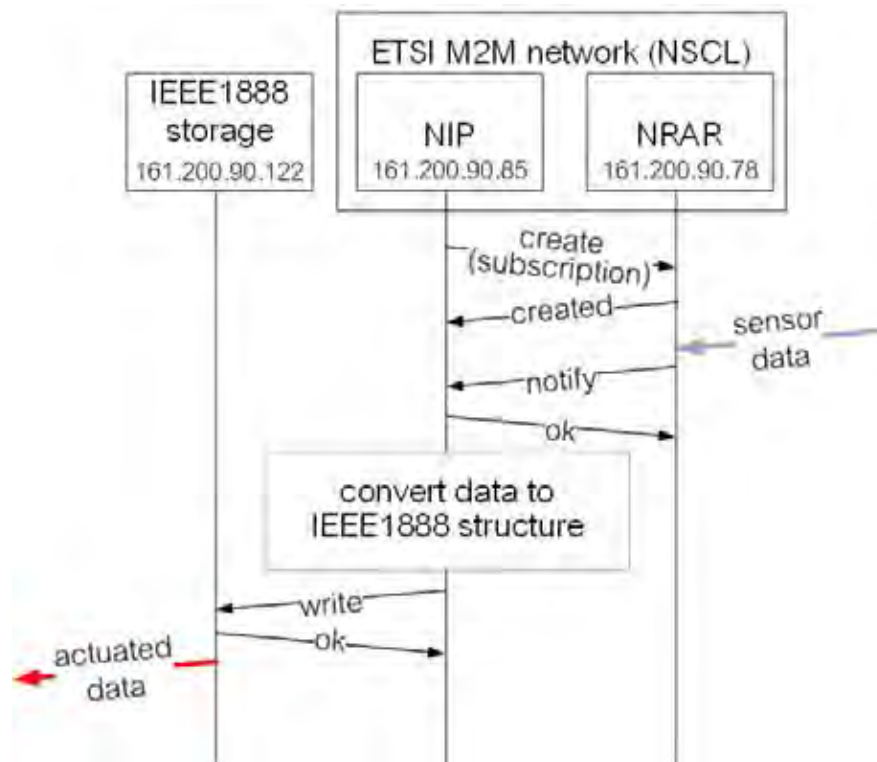 ETSI M2M network (NSCL)
IEEE1888
storage
161.200.90.122
NIP
161.200.90.85
NRAR
161.200.90.78
create
(subscription)
created
sensor
data
notify
ok
convert data to
IEEE1888 structure
write
ok
actuated
data